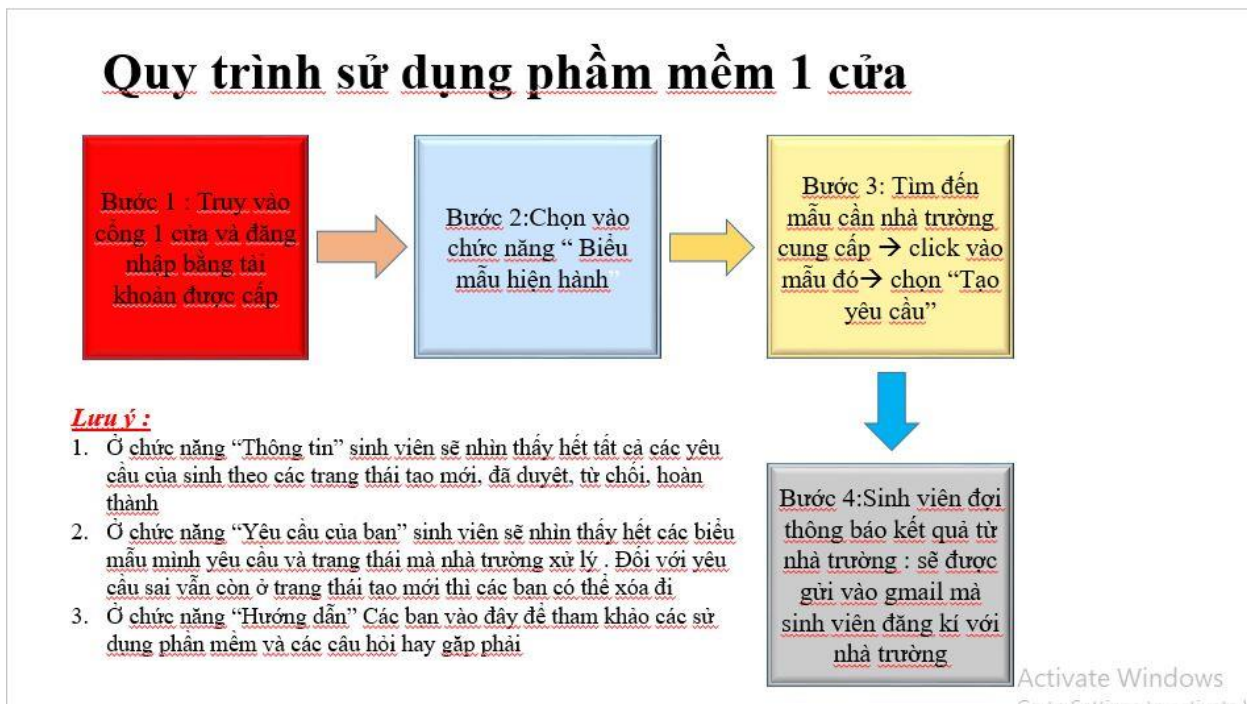 Quy trình sử dụng phầm mềm 1 cửa
Bước 1 : Truy vào
cổng 1 cửa và đăng
nhập bằng tài
khoản được cấp
Bước 2:Chọn vào
chức năng “ Biểu
mẫu hiện hành”
Bước 3: Tìm đến
mẫu cần nhà trường
cung cấp → click vào
mẫu đó→ chọn “Tạo
yêu cầu”
Lưu ý :
1. Ở chức năng “Thông tin” sinh viên sẽ nhìn thấy hết tất cả các yêu
cầu của sinh theo các trạng thái tạo mới, đã duyệt, từ chối, hoàn
thành
2. Ở chức năng “Yêu cầu của bạn” sinh viên sẽ nhìn thấy hết các biểu
mẫu mình yêu cầu và trạng thái mà nhà trường xử lý . Đối với yêu
cầu sai vẫn còn ở trạng thái tạo mới thì các bạn có thể xóa đi
3. Ở chức năng “Hướng dẫn” Các bạn vào đây để tham khảo các sử
dụng phần mềm và các câu hỏi hay gặp phải
Bước 4:Sinh viên đợi
thông báo kết quả từ
nhà trường : sẽ được
gửi vào gmail mà
sinh viên đăng kí với
nhà trường
Activate Windows